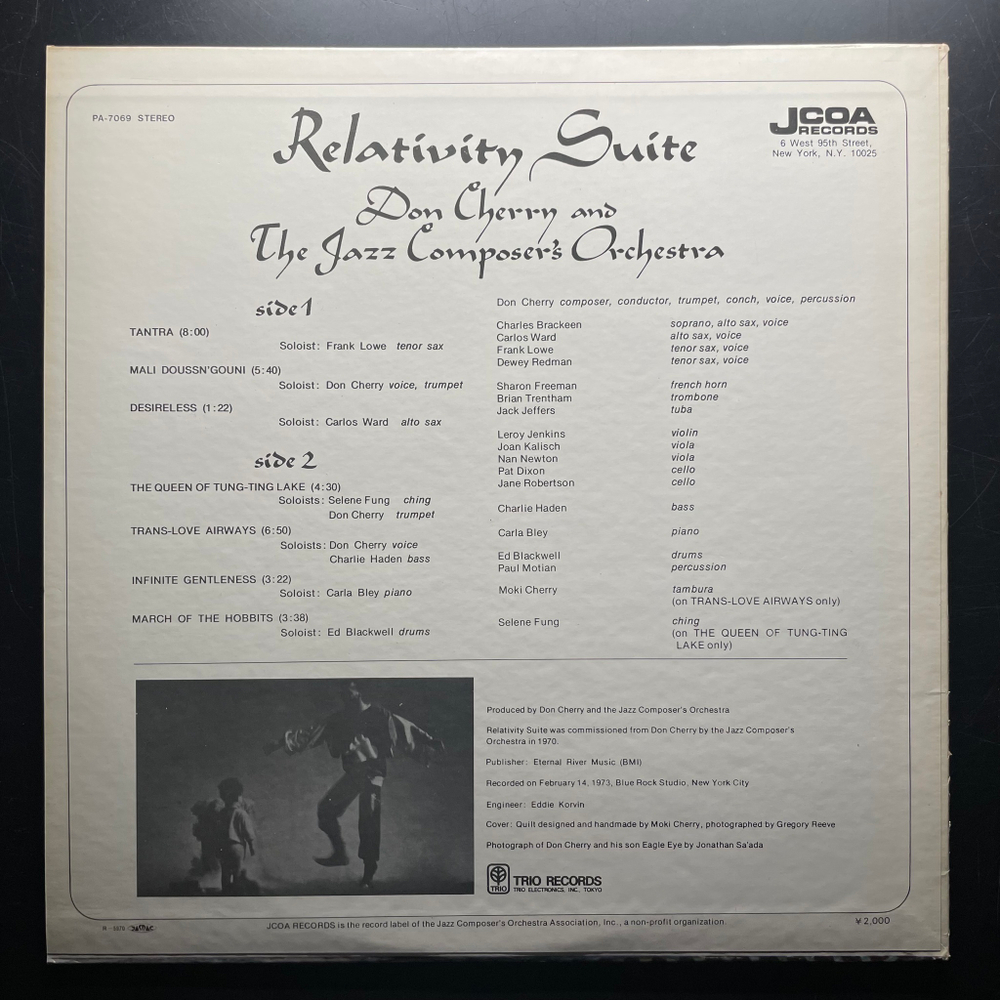 PA-7069 STEREO
JCOA
RECORDS
6 West 95th Street,
New York, N.Y. 10025
Relativity Suite
Don Cherry and
The Jazz Composer's Orchestra
side 1
TANTRA (8:00)
Soloist: Frank Lowe tenor sax
MALI DOUSSN'GOUNI (5:40)
Soloist: Don Cherry voice, trumpet
DESIRELESS (1:22)
Soloist: Carlos Ward alto sax
side 2
THE QUEEN OF TUNG-TING LAKE (4:30)
Soloists: Selene Fung ching
Don Cherry trumpet
TRANS-LOVE AIRWAYS (6:50)
Soloists: Don Cherry voice
Charlie Haden bass
INFINITE GENTLENESS (3:22)
Soloist: Carla Bley piano
MARCH OF THE HOBBITS (3:38)
Soloist: Ed Blackwell drums
Don Cherry composer, conductor, trumpet, conch, voice, percussion
Charles Brackeen soprano, alto sax, voice
Carlos Ward alto sax, voice
Frank Lowe tenor sax, voice
Dewey Redman tenor sax, voice
Sharon Freeman french horn
Brian Trentham trombone
Jack Jeffers tuba
Leroy Jenkins violin
Joan Kalisch viola
Nan Newton viola
Pat Dixon cello
Jane Robertson cello
Charlie Haden bass
Carla Bley piano
Ed Blackwell drums
Paul Motian percussion
Moki Cherry tambura
(on TRANS-LOVE AIRWAYS only)
Selene Fung ching
(on THE QUEEN OF TUNG-TING
LAKE only)
Produced by Don Cherry and the Jazz Composer's Orchestra
Relativity Suite was commissioned from Don Cherry by the Jazz Composer's
Orchestra in 1970.
Publisher: Eternal River Music (BMI)
Recorded on February 14, 1973, Blue Rock Studio, New York City
Engineer: Eddie Korvin
Cover: Quilt designed and handmade by Moki Cherry, photographed by Gregory Reeve
Photograph of Don Cherry and his son Eagle Eye by Jonathan Sa'ada
TRIO
TRIO RECORDS
TRIO ELECTRONICS, INC. TOKYO
JCOA RECORDS is the record label of the Jazz Composer's Orchestra Association, Inc., a non-profit organization.
¥2,000